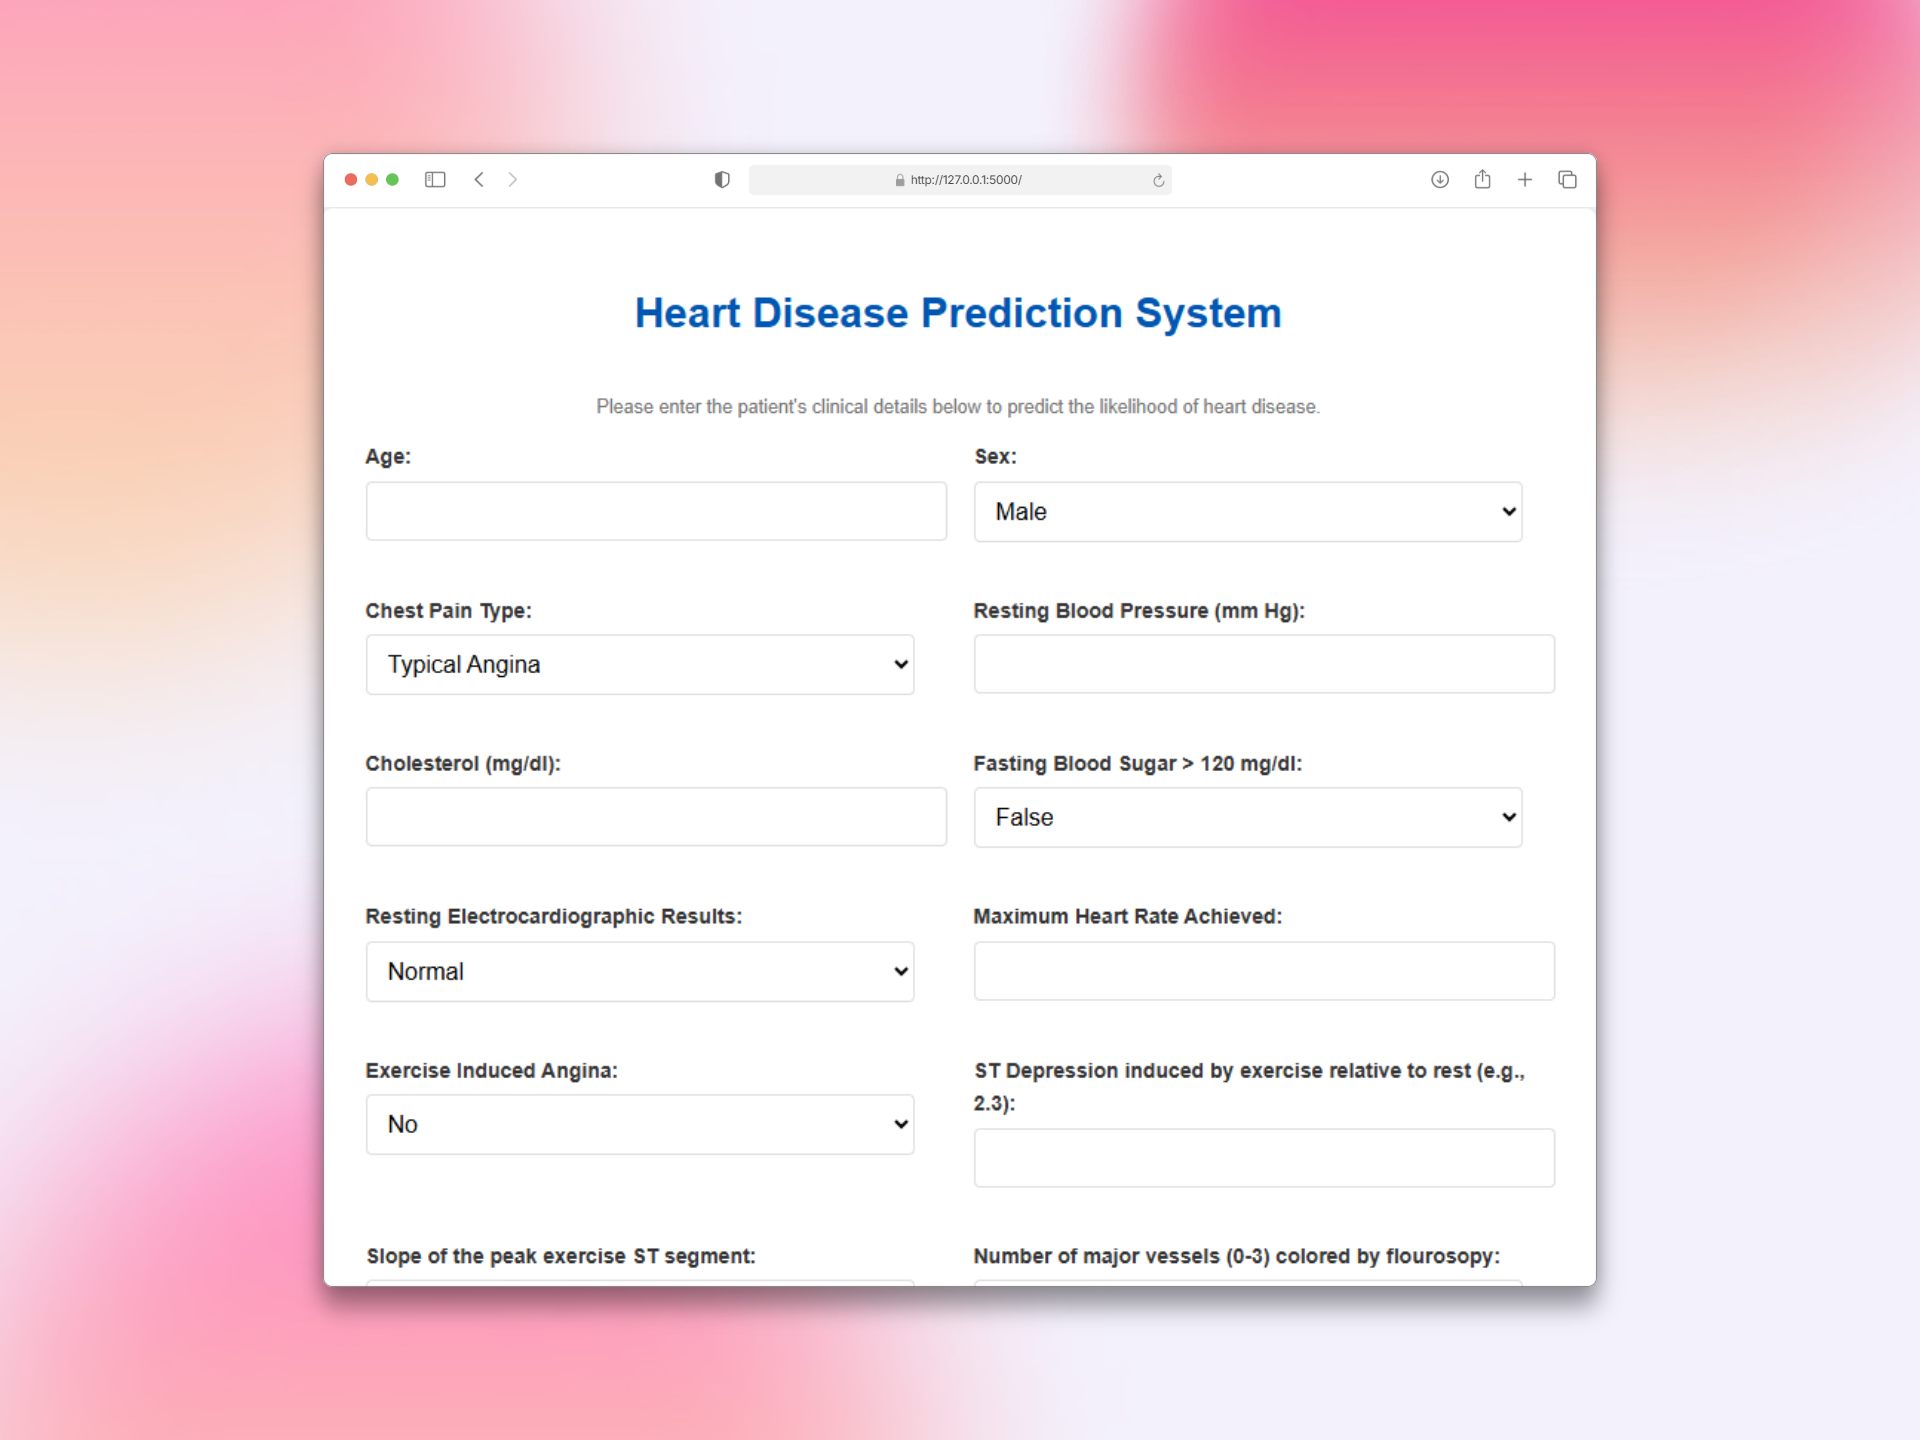 http://127.0.0.1:5000/
Heart Disease Prediction System
Please enter the patient's clinical details below to predict the likelihood of heart disease.
Age:
Sex:
Male
Chest Pain Type:
Resting Blood Pressure (mm Hg):
Typical Angina
Cholesterol (mg/dl):
Fasting Blood Sugar > 120 mg/dl:
False
Resting Electrocardiographic Results:
Maximum Heart Rate Achieved:
Normal
Exercise Induced Angina:
ST Depression induced by exercise relative to rest (e.g.,
2.3):
No
Slope of the peak exercise ST segment:
Number of major vessels (0-3) colored by flourosopy: